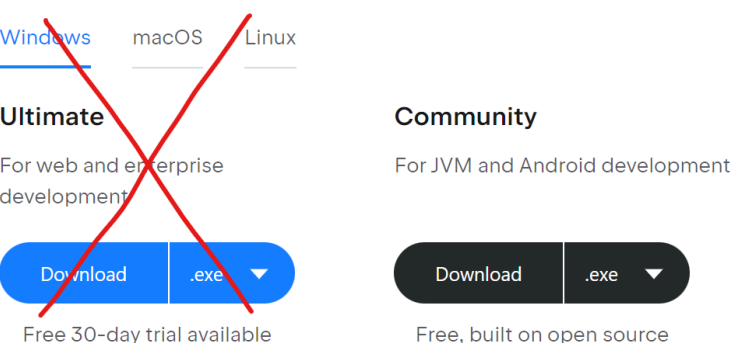 Windows macOS Linux
Ultimate
For web and enterprise
development
Download .exe
Free 30-day trial available
Community
For JVM and Android development
Download .exe
Free, built on open source